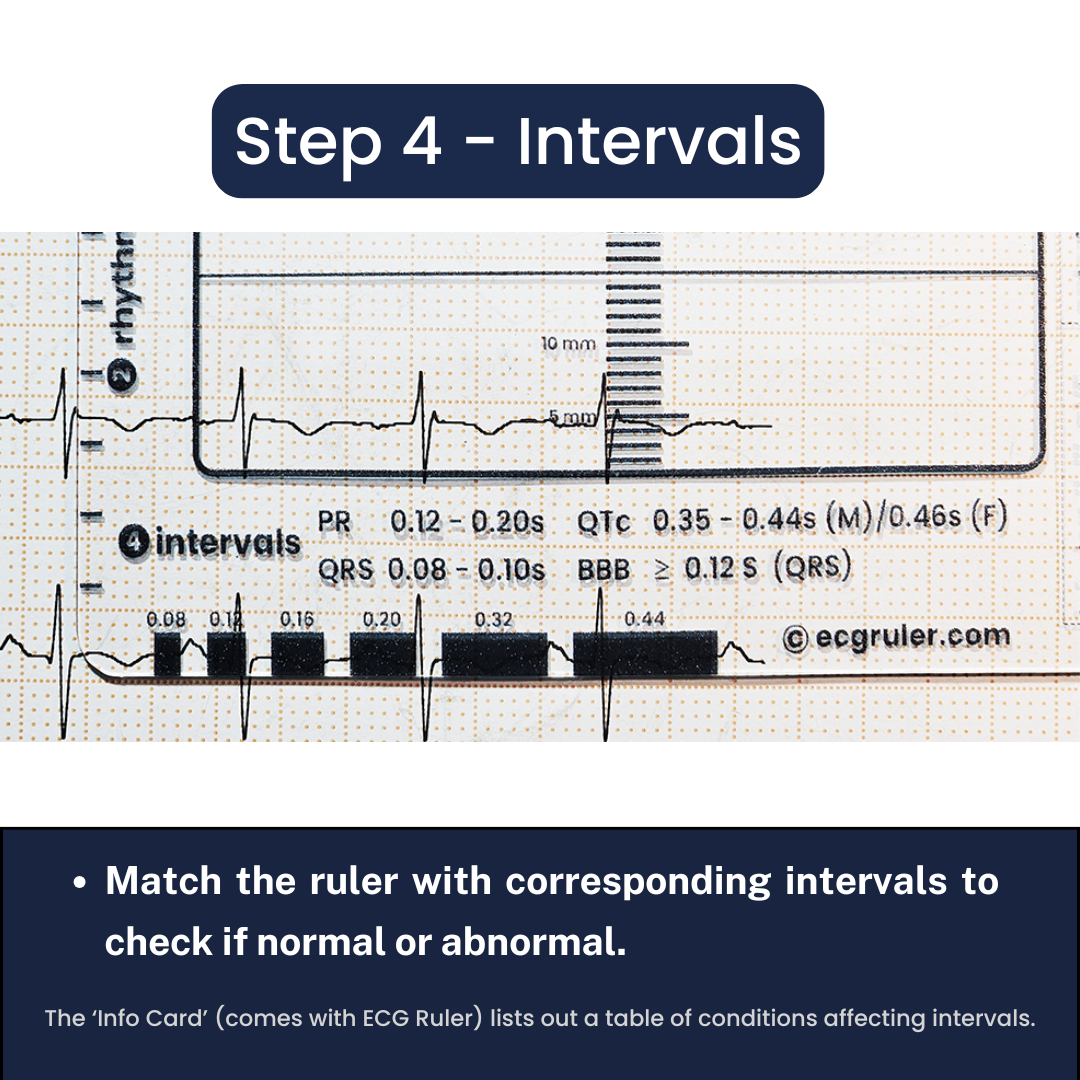 Step 4 - Intervals
2 rhythm
10 mm
5 mm
4 intervals
PR 0.12 - 0.20s QTc 0.35 - 0.44s (M)/0.46s (F)
QRS 0.08 - 0.10s BBB ≥ 0.12 S (QRS)
0.08 0.12 0.16 0.20 0.32 0.44
© ecgruler.com
• Match the ruler with corresponding intervals to
check if normal or abnormal.
The ‘Info Card’ (comes with ECG Ruler) lists out a table of conditions affecting intervals.